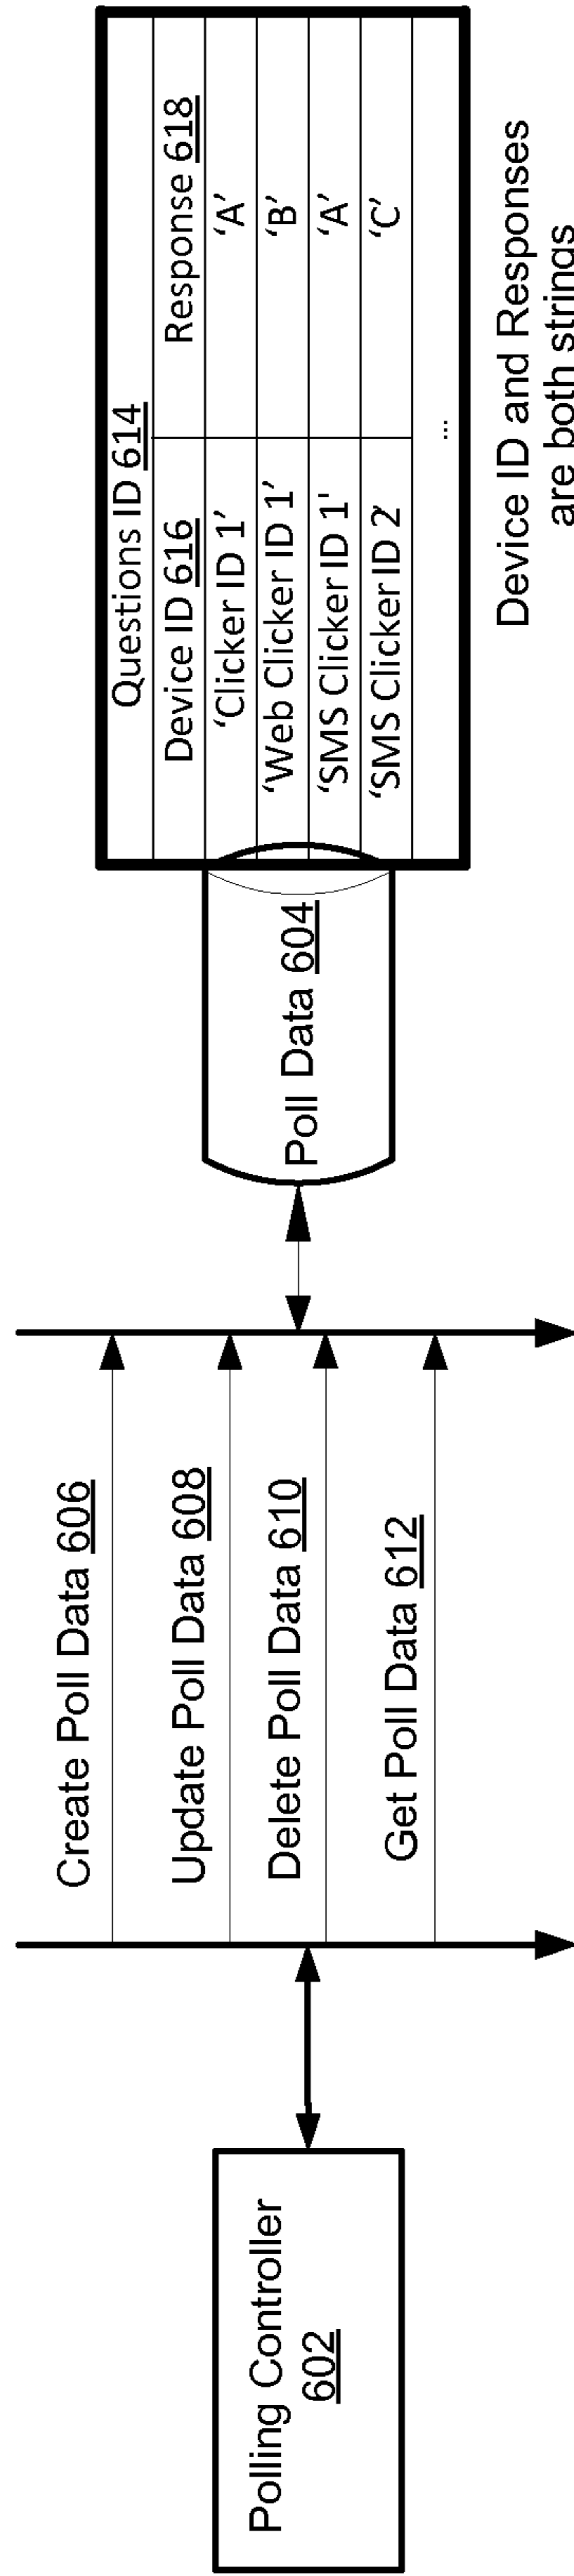 Polling Controller
602
Create Poll Data 606
Update Poll Data 608
Delete Poll Data 610
Get Poll Data 612
Poll Data 604
Questions ID 614
Device ID 616 Response 618
‘Clicker ID 1’ ‘A’
‘Web Clicker ID 1’ ‘B’
‘SMS Clicker ID 1' ‘A’
‘SMS Clicker ID 2' ‘C’
...
Device ID and Responses
are both strings